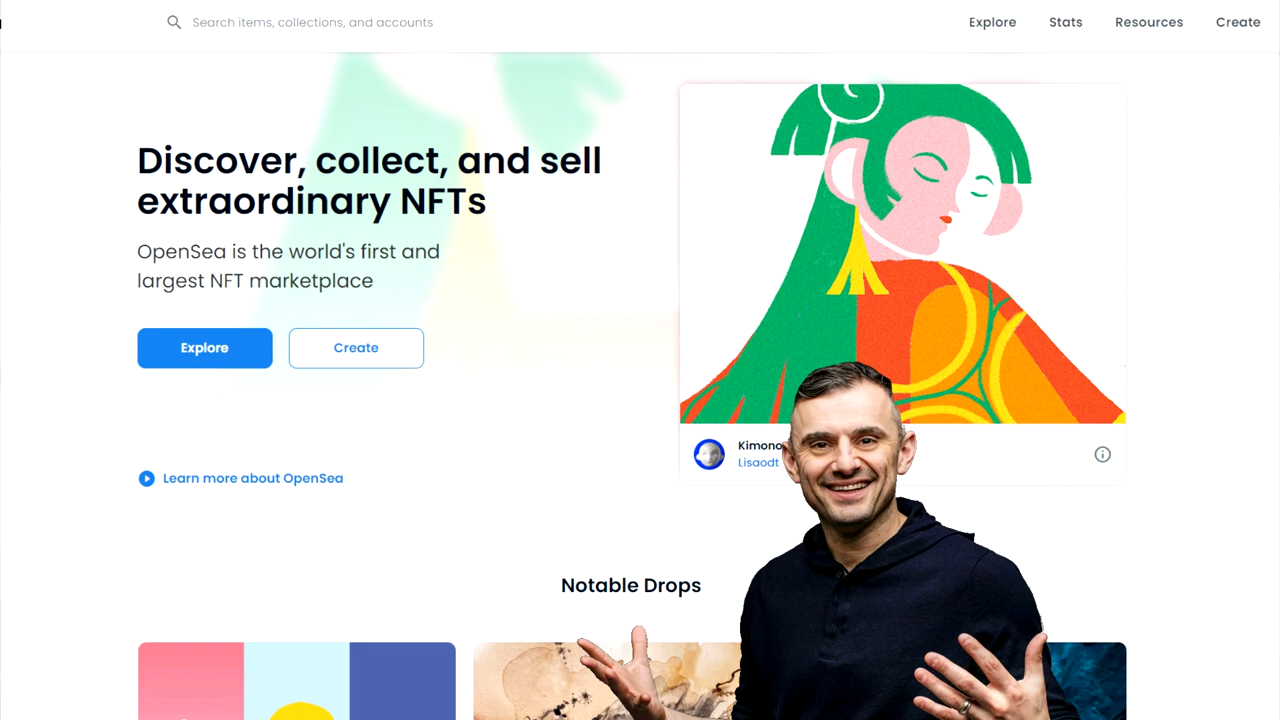 Search items, collections, and accounts
Explore
Stats
Resources
Create
Discover, collect, and sell
extraordinary NFTs
OpenSea is the world's first and
largest NFT marketplace
Explore
Create
Kimono
Lisaodt
Learn more about OpenSea
Notable Drops